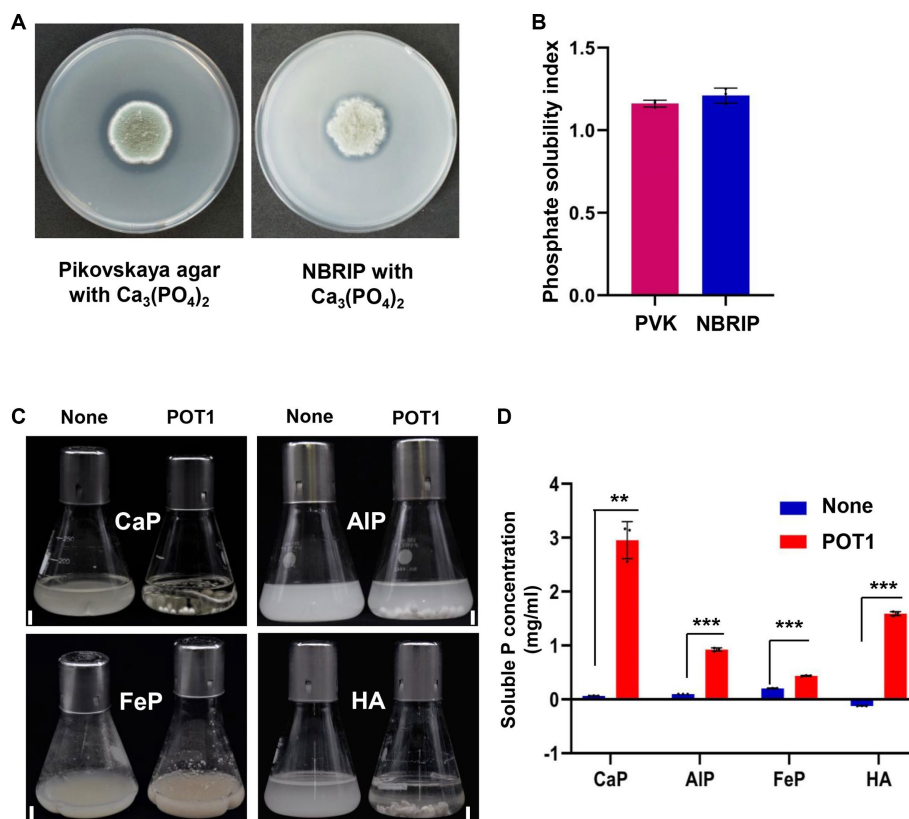 A
Pikovskaya agar
with Ca₃(PO₄)₂
NBRIP with
Ca₃(PO₄)₂
B
Phosphate solubility index
1.5
1.0
0.5
0.0
PVK NBRIP
C
None POT1
CaP
200
None POT1
AlP
FeP
HA
D
Soluble P concentration
(mg/ml)
4
3
2
1
0
-1
**
***
***
***
None
POT1
CaP AlP FeP HA